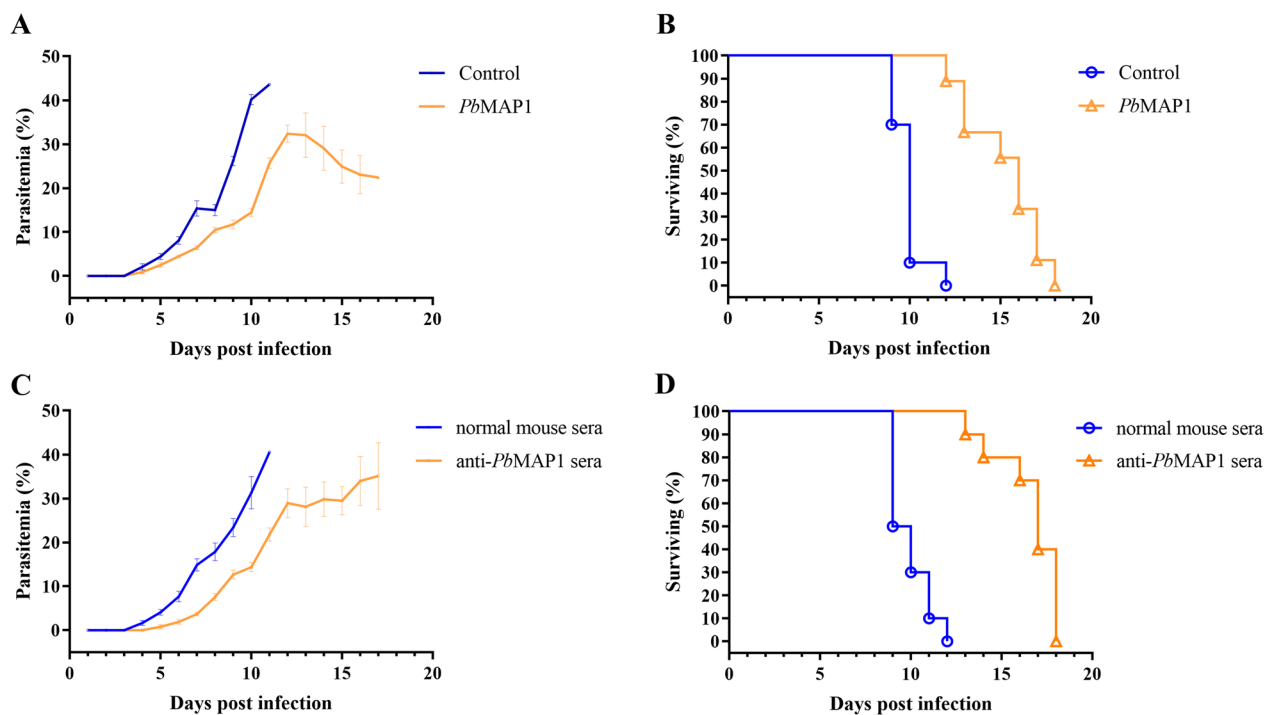 A
50
40
30
20
10
0
Parasitemia (%)
0
5
10
15
20
Days post infection
Control
PbMAP1
B
100
90
80
70
60
50
40
30
20
10
0
Surviving (%)
0
5
10
15
20
Days post infection
Control
PbMAP1
C
50
40
30
20
10
0
Parasitemia (%)
0
5
10
15
20
Days post infection
normal mouse sera
anti-PbMAP1 sera
D
100
90
80
70
60
50
40
30
20
10
0
Surviving (%)
0
5
10
15
20
Days post infection
normal mouse sera
anti-PbMAP1 sera